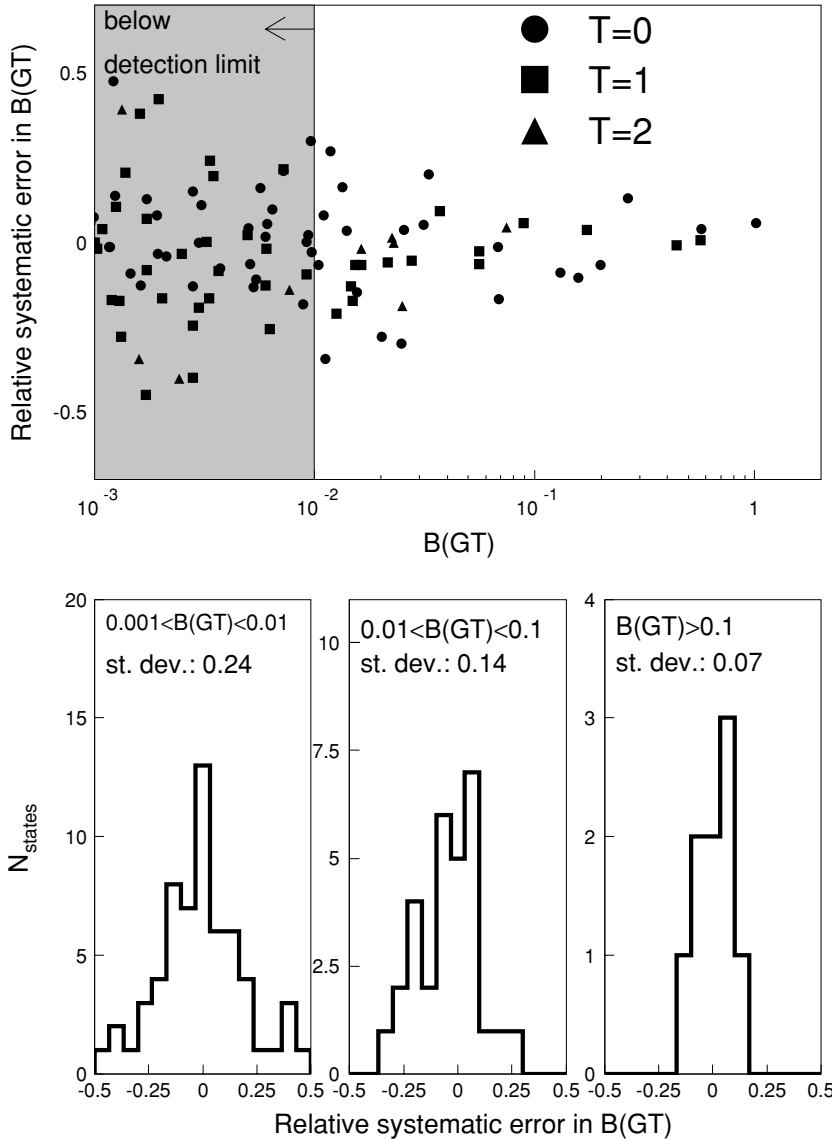 Relative systematic error in B(GT)
below
detection limit
T=0
T=1
T=2
0.5
0
-0.5
10^-3
10^-2
10^-1
1
B(GT)
N_states
0.001<B(GT)<0.01
st. dev.: 0.24
20
15
10
5
0
-0.5
-0.25
0
0.25
0.5
0.01<B(GT)<0.1
st. dev.: 0.14
10
7.5
5
2.5
0
-0.5
-0.25
0
0.25
0.5
B(GT)>0.1
st. dev.: 0.07
4
3
2
1
0
-0.5
-0.25
0
0.25
0.5
Relative systematic error in B(GT)